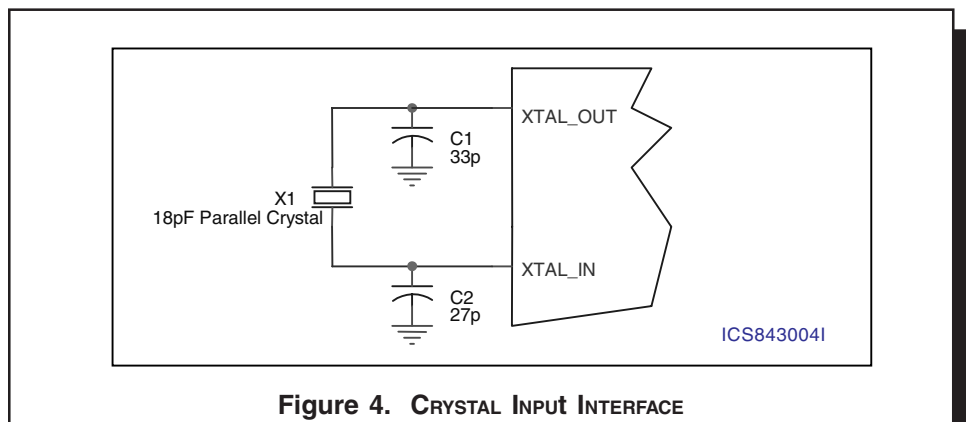 XTAL_OUT
C1
33p
X1
18pF Parallel Crystal
XTAL_IN
C2
27p
ICS843004I
Figure 4. CRYSTAL INPUt INTERFACE